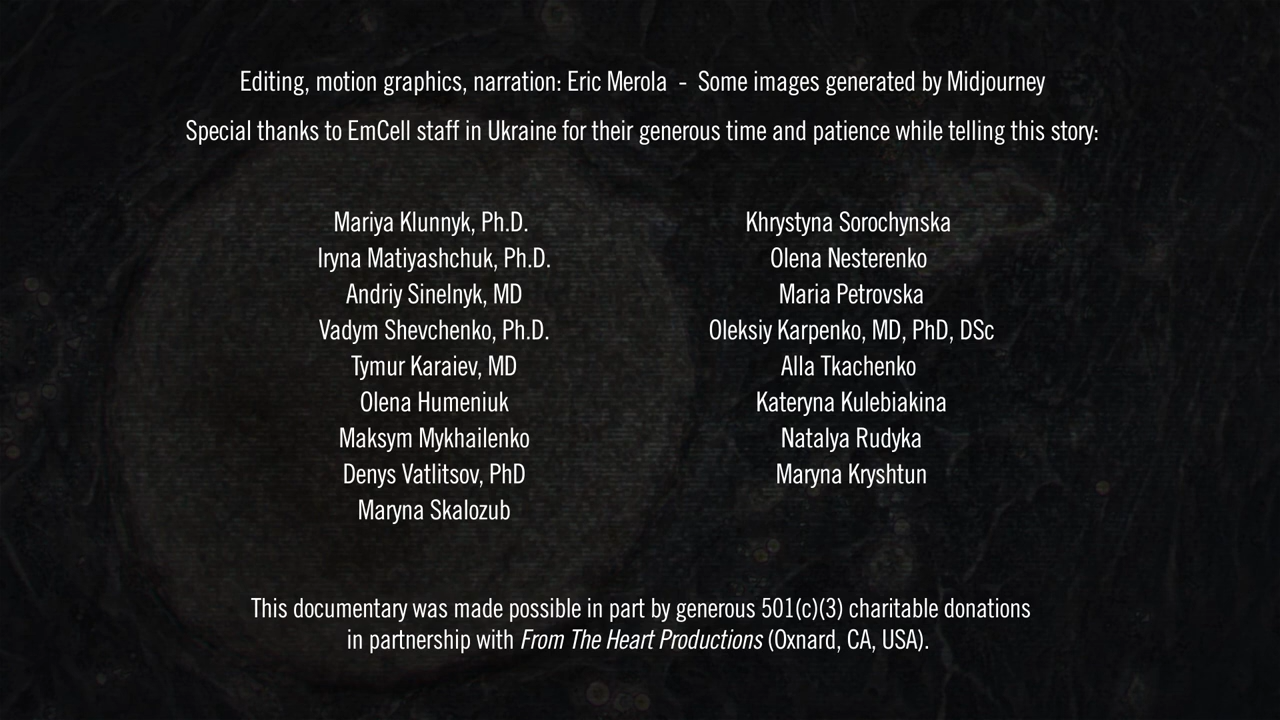 Editing, motion graphics, narration: Eric Merola - Some images generated by Midjourney
Special thanks to EmCell staff in Ukraine for their generous time and patience while telling this story:
Mariya Klunnyk, Ph.D.
Iryna Matiyashchuk, Ph.D.
Andriy Sinelnyk, MD
Vadym Shevchenko, Ph.D.
Tymur Karaiev, MD
Olena Humeniuk
Maksym Mykhailenko
Denys Vatlitsov, PhD
Maryna Skalozub
Khrystyna Sorochynska
Olena Nesterenko
Maria Petrovska
Oleksiy Karpenko, MD, PhD, DSc
Alla Tkachenko
Kateryna Kulebiakina
Natalya Rudyka
Maryna Kryshtun
This documentary was made possible in part by generous 501(c)(3) charitable donations
in partnership with From The Heart Productions (Oxnard, CA, USA).